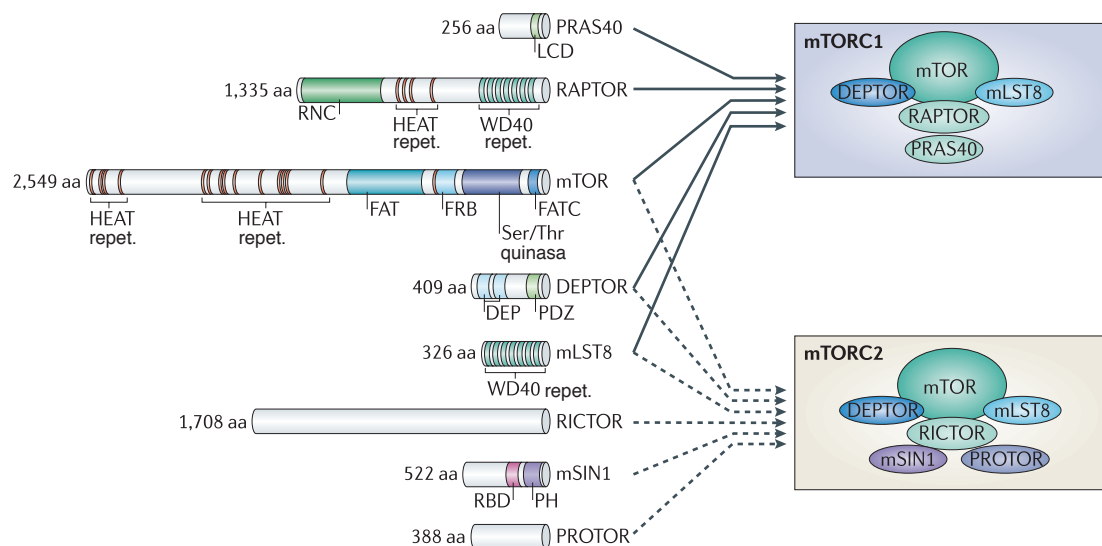 256 aa
PRAS40
LCD
1,335 aa
RAPTOR
RNC
HEAT
repet.
WD40
repet.
2,549 aa
mTOR
HEAT
repet.
HEAT
repet.
FAT
FRB
FATC
Ser/Thr
quinasa
409 aa
DEPTOR
DEP
PDZ
326 aa
mLST8
WD40 repet.
1,708 aa
RICTOR
522 aa
mSIN1
RBD
PH
388 aa
PROTOR
mTORC1
mTOR
DEPTOR
mLST8
RAPTOR
PRAS40
mTORC2
mTOR
DEPTOR
mLST8
RICTOR
mSIN1
PROTOR